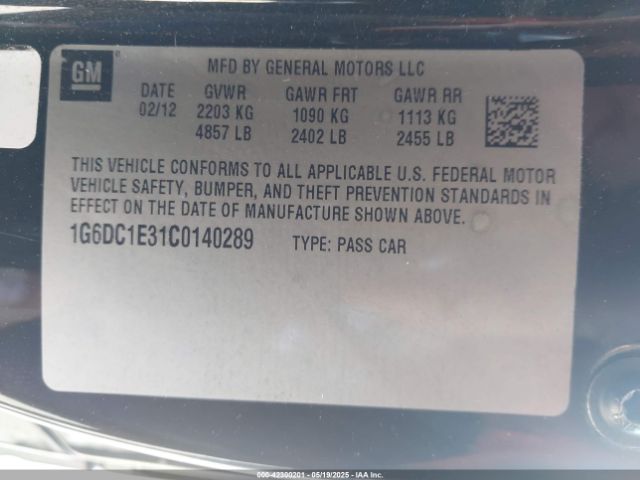 GM
MFD BY GENERAL MOTORS LLC
DATE GVWR GAWR FRT GAWR RR
02/12 2203 KG 1090 KG 1113 KG
4857 LB 2402 LB 2455 LB
THIS VEHICLE CONFORMS TO ALL APPLICABLE U.S. FEDERAL MOTOR
VEHICLE SAFETY, BUMPER, AND THEFT PREVENTION STANDARDS IN
EFFECT ON THE DATE OF MANUFACTURE SHOWN ABOVE.
1G6DC1E31C0140289 TYPE: PASS CAR
000-42300201 - 05/19/2025 - IAAI, LLC. COPYRIGHT